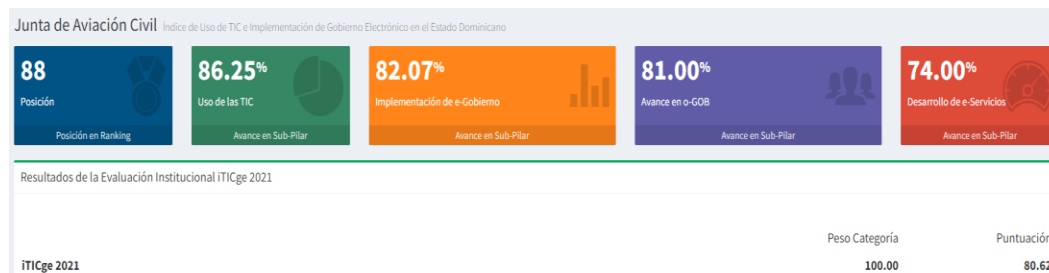 Junta de Aviación Civil Índice de Uso de TIC e Implementación de Gobierno Electrónico en el Estado Dominicano
88
Posición
Posición en Ranking
86.25%
Uso de las TIC
Avance en Sub-Pilar
82.07%
Implementación de e-Gobierno
Avance en Sub-Pilar
81.00%
Avance en o-GOB
Avance en Sub-Pilar
74.00%
Desarrollo de e-Servicios
Avance en Sub-Pilar
Resultados de la Evaluación Institucional iTICge 2021
Peso Categoría Puntuación
iTICge 2021 100.00 80.62